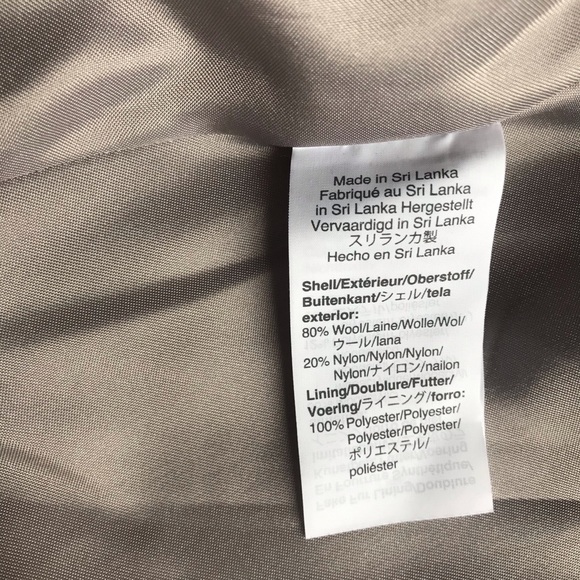 Made in Sri Lanka
Fabriqué au Sri Lanka
in Sri Lanka Hergestellt
Vervaardigd in Sri Lanka
スリランカ製
Hecho en Sri Lanka
Shell/Extérieur/Oberstoff/
Buitenkant/シェル/tela
exterior:
80% Wool/Laine/Wolle/Wol/
ウール/lana
20% Nylon/Nylon/Nylon/
Nylon/ナイロン/nailon
Lining/Doublure/Futter/
Voering/ライニング/forro:
100% Polyester/Polyester/
Polyester/Polyester/
ポリエステル/
poliéster